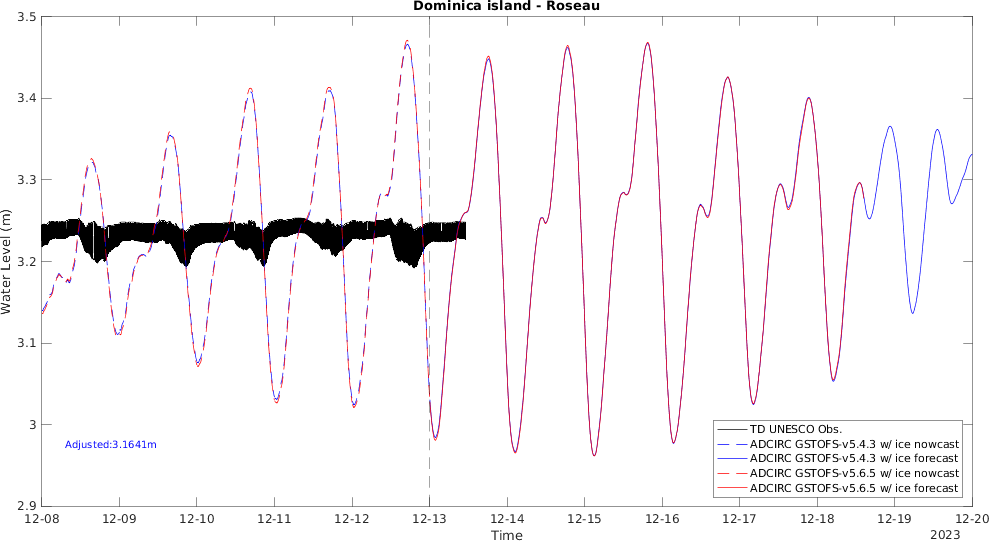 Dominica island - Roseau
3.5
3.4
3.3
3.2
3.1
3
2.9
Water Level (m)
Adjusted:3.1641m
TD UNESCO Obs.
ADCIRC GSTOFS-v5.4.3 w/ ice nowcast
ADCIRC GSTOFS-v5.4.3 w/ ice forecast
ADCIRC GSTOFS-v5.6.5 w/ ice nowcast
ADCIRC GSTOFS-v5.6.5 w/ ice forecast
12-08 12-09 12-10 12-11 12-12 12-13 12-14 12-15 12-16 12-17 12-18 12-19 12-20
Time
2023